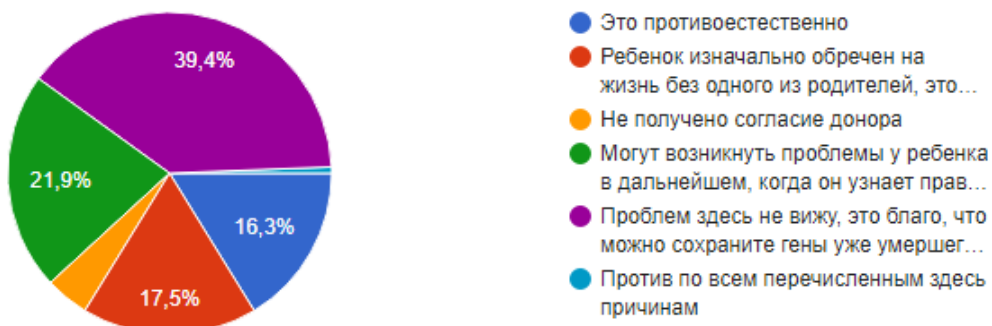 39,4%
21,9%
16,3%
17,5%
Это противоестественно
Ребенок изначально обречен на
жизнь без одного из родителей, это...
Не получено согласие донора
Могут возникнуть проблемы у ребенка
в дальнейшем, когда он узнает прав...
Проблем здесь не вижу, это благо, что
можно сохраните гены уже умершег...
Против по всем перечисленным здесь
причинам